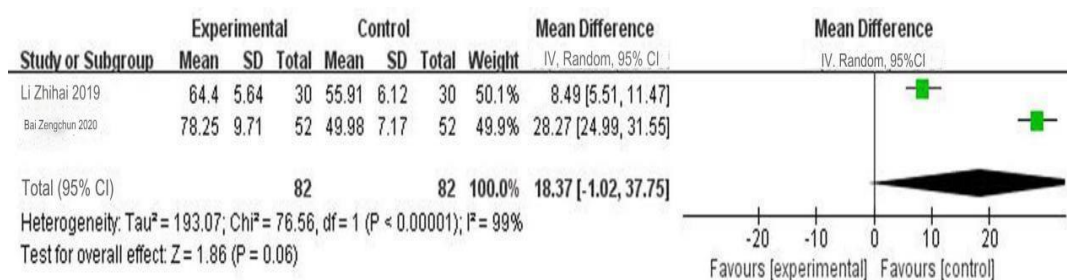 Experimental Control Mean Difference Mean Difference
Study or Subgroup Mean SD Total Mean SD Total Weight IV, Random, 95% CI IV. Random, 95%CI
Li Zhihai 2019 64.4 5.64 30 55.91 6.12 30 50.1% 8.49 [5.51, 11.47]
Bai Zengchun 2020 78.25 9.71 52 49.98 7.17 52 49.9% 28.27 [24.99, 31.55]
Total (95% CI) 82 82 100.0% 18.37 [-1.02, 37.75]
Heterogeneity: Tau² = 193.07; Chi² = 76.56, df = 1 (P < 0.00001); I² = 99%
Test for overall effect: Z = 1.86 (P = 0.06)
-20 -10 0 10 20
Favours [experimental] Favours [control]